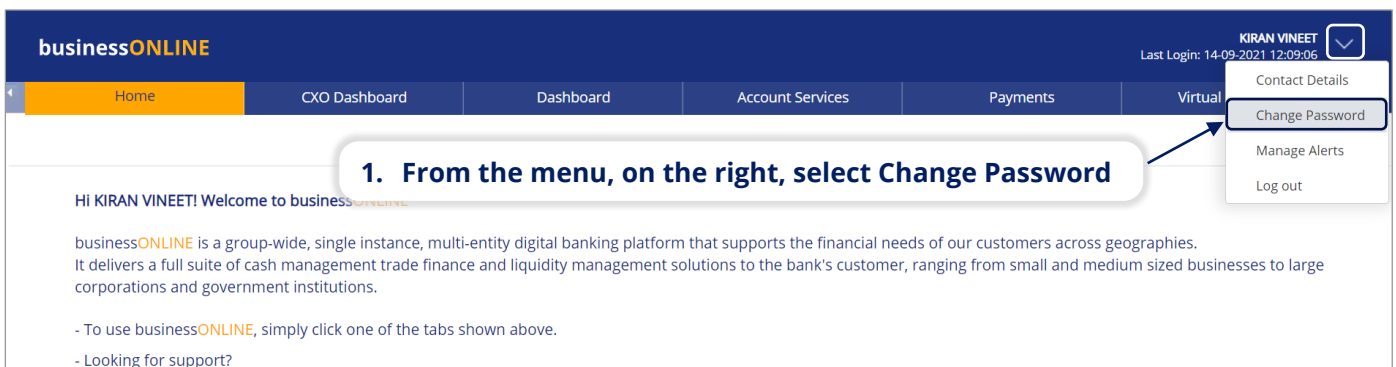 businessONLINE
KIRAN VINEET
Last Login: 14-09-2021 12:09:06
Contact Details
Home CXO Dashboard Dashboard Account Services Payments Virtual
Change Password
Manage Alerts
Log out
1. From the menu, on the right, select Change Password
Hi KIRAN VINEET! Welcome to businessONLINE
businessONLINE is a group-wide, single instance, multi-entity digital banking platform that supports the financial needs of our customers across geographies.
It delivers a full suite of cash management trade finance and liquidity management solutions to the bank's customer, ranging from small and medium sized businesses to large
corporations and government institutions.
- To use businessONLINE, simply click one of the tabs shown above.
- Looking for support?